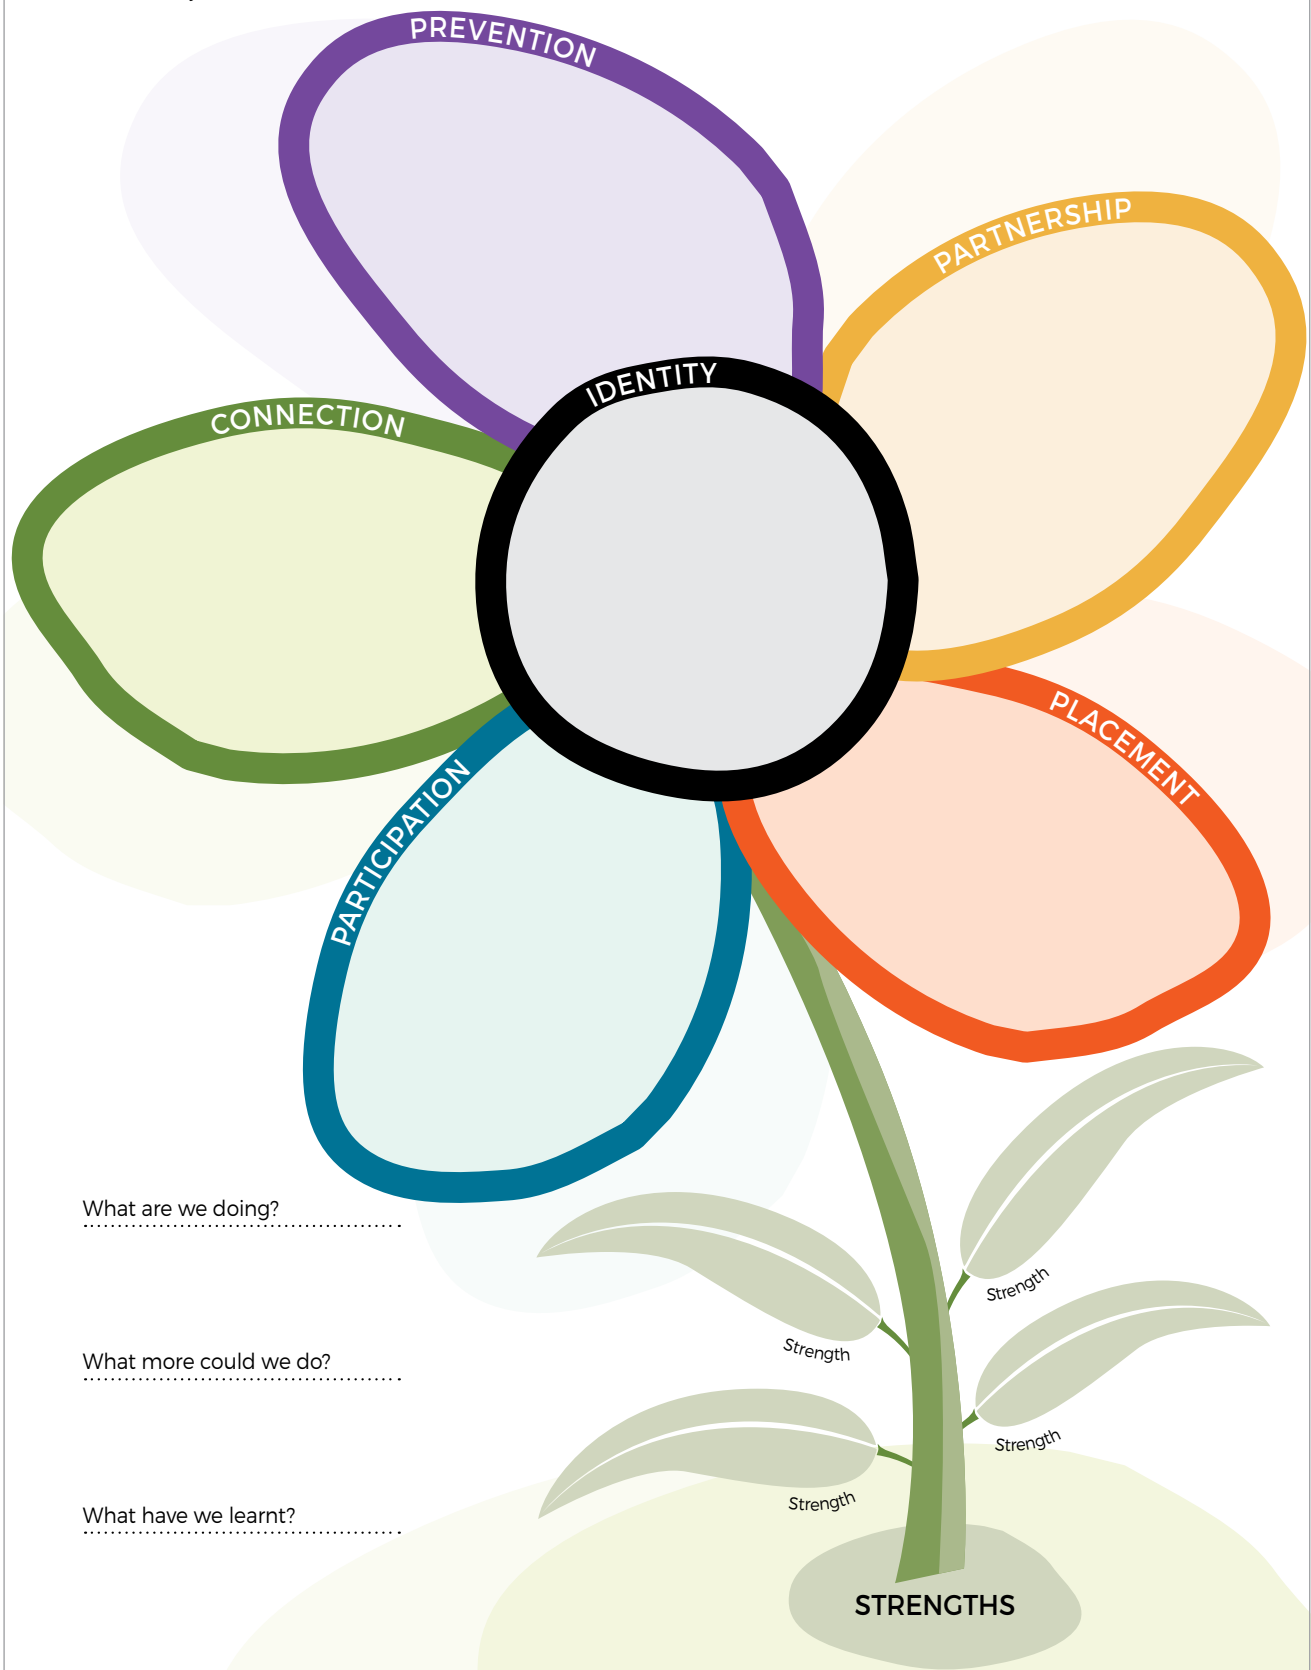 PREVENTION
PARTNERSHIP
IDENTITY
CONNECTION
PLACEMENT
PARTICIPATION
What are we doing?
Strength
Strength
What more could we do?
Strength
Strength
What have we learnt?
STRENGTHS